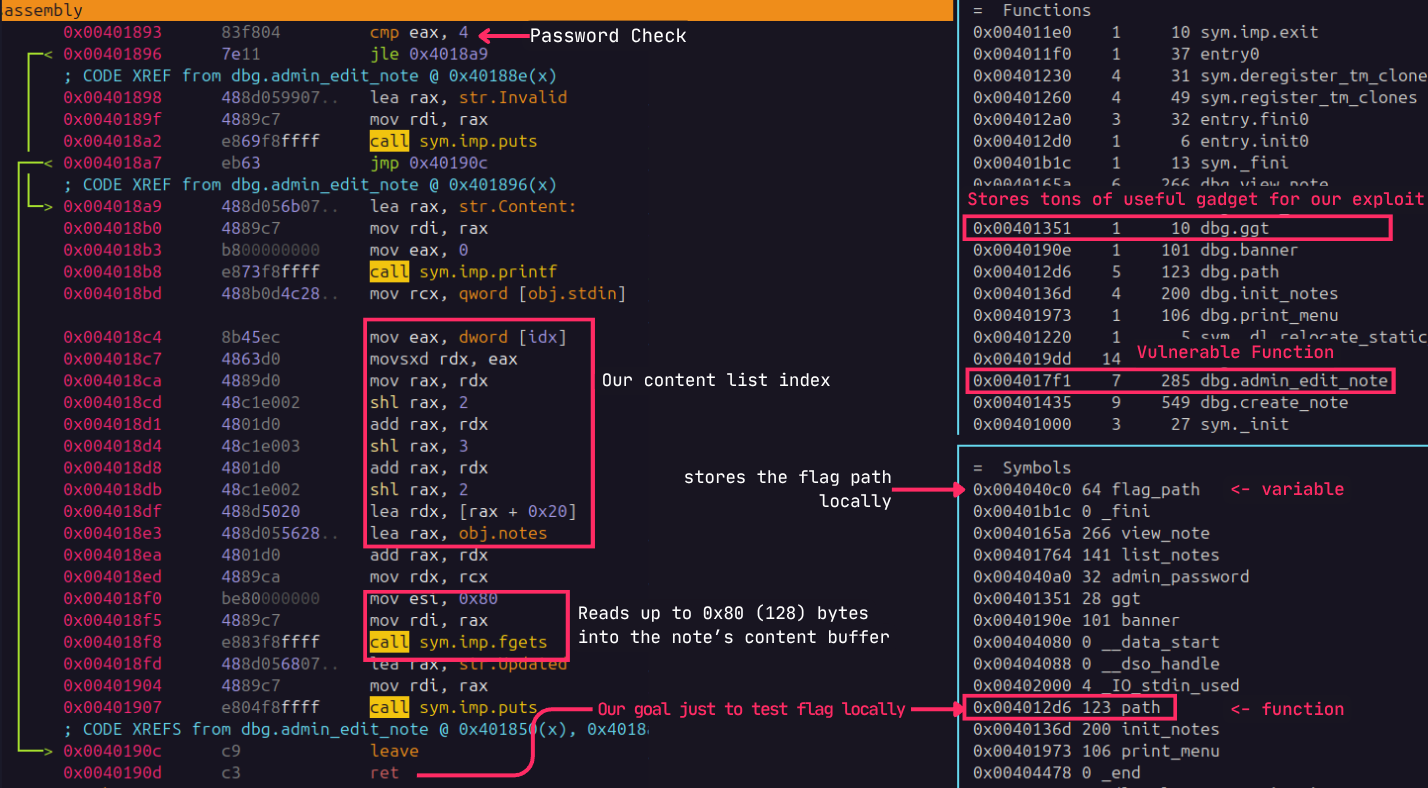 assembly
0x00401893 83f804 cmp eax, 4 Password Check
0x00401896 7e11 jle 0x4018a9
; CODE XREF from dbg.admin_edit_note @ 0x40188e(x)
0x00401898 488d059907.. lea rax, str.Invalid
0x0040189f 4889c7 mov rdi, rax
0x004018a2 e869f8ffff call sym.imp.puts
0x004018a7 eb63 jmp 0x40190c
; CODE XREF from dbg.admin_edit_note @ 0x401896(x)
0x004018a9 488d056b07.. lea rax, str.Content:
0x004018b0 4889c7 mov rdi, rax
0x004018b3 b800000000 mov eax, 0
0x004018b8 e873f8ffff call sym.imp.printf
0x004018bd 488b0d4c28.. mov rcx, qword [obj.stdin]
0x004018c4 8b45ec mov eax, dword [idx]
0x004018c7 4863d0 movsxd rdx, eax
0x004018ca 4889d0 mov rax, rdx
0x004018cd 48c1e002 shl rax, 2
0x004018d1 4801d0 add rax, rdx
0x004018d4 48c1e003 shl rax, 3
0x004018d8 4801d0 add rax, rdx
0x004018db 48c1e002 shl rax, 2
0x004018df 488d5020 lea rdx, [rax + 0x20]
0x004018e3 488d055628.. lea rax, obj.notes
0x004018ea 4801d0 add rax, rdx
0x004018ed 4889ca mov rdx, rcx
0x004018f0 be80000000 mov esi, 0x80
0x004018f5 4889c7 mov rdi, rax
0x004018f8 e883f8ffff call sym.imp.fgets
0x004018fd 488d056807.. lea rax, str.Updated
0x00401904 4889c7 mov rdi, rax
0x00401907 e804f8ffff call sym.imp.puts
; CODE XREFS from dbg.admin_edit_note @ 0x401850(x), 0x4018
0x0040190c c9 leave
0x0040190d c3 ret
Our content list index
Reads up to 0x80 (128) bytes
into the note’s content buffer
Our goal just to test flag locally
= Functions
0x004011e0 1 10 sym.imp.exit
0x004011f0 1 37 entry0
0x00401230 4 31 sym.deregister_tm_clone
0x00401260 4 49 sym.register_tm_clones
0x004012a0 3 32 entry.fini0
0x004012d0 1 6 entry.init0
0x00401b1c 1 13 sym._fini
0x0040165a 6 266 dbg.view_note
Stores tons of useful gadget for our exploit
0x00401351 1 10 dbg.ggt
0x0040190e 1 101 dbg.banner
0x004012d6 5 123 dbg.path
0x0040136d 4 200 dbg.init_notes
0x00401973 1 106 dbg.print_menu
0x00401220 1 5 sym._dl_relocate_static
0x004019dd 14
Vulnerable Function
0x004017f1 7 285 dbg.admin_edit_note
0x00401435 9 549 dbg.create_note
0x00401000 3 27 sym._init
stores the flag path
locally
= Symbols
0x004040c0 64 flag_path <- variable
0x00401b1c 0 _fini
0x0040165a 266 view_note
0x00401764 141 list_notes
0x004040a0 32 admin_password
0x00401351 28 ggt
0x0040190e 101 banner
0x00404080 0 __data_start
0x00404088 0 __dso_handle
0x00402000 4 _IO_stdin_used
0x004012d6 123 path <- function
0x0040136d 200 init_notes
0x00401973 106 print_menu
0x00404478 0 _end